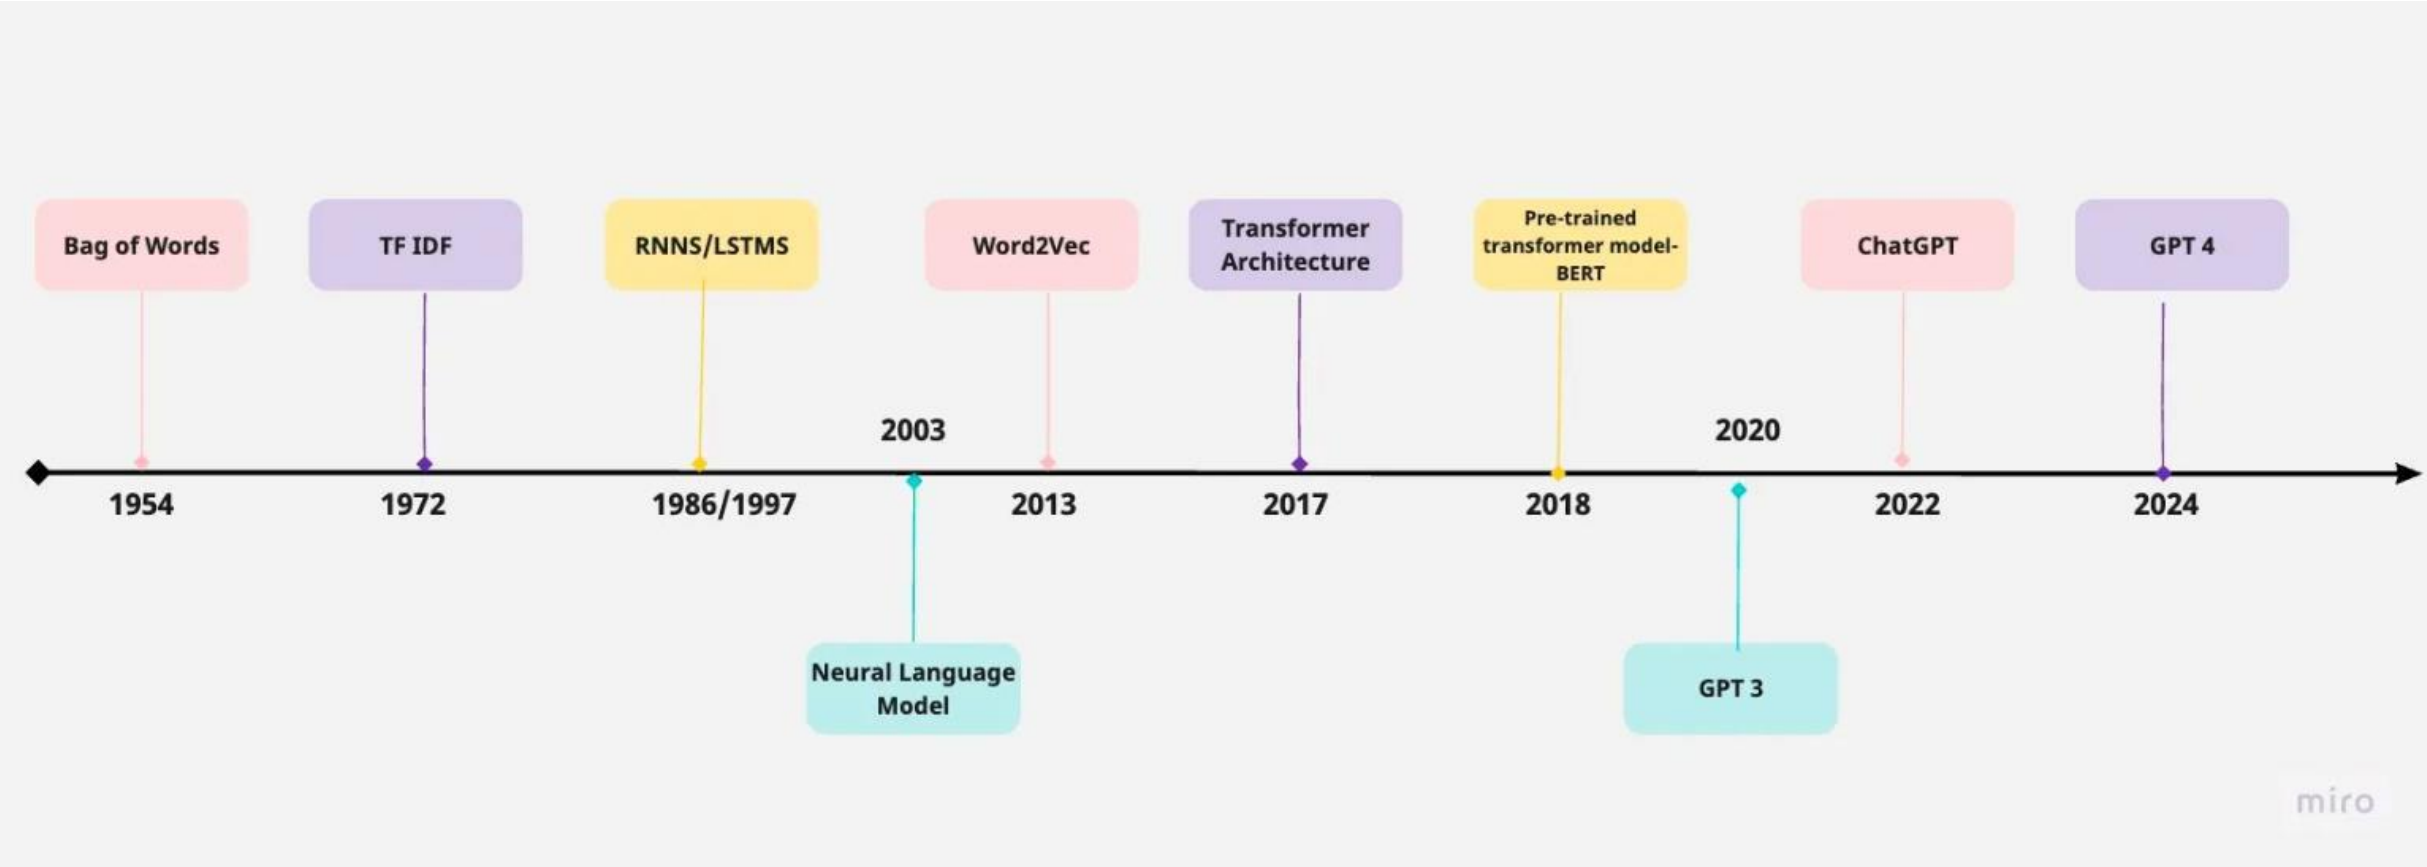 Bag of Words
TF IDF
RNNS/LSTMS
Word2Vec
Transformer
Architecture
Pre-trained
transformer model-
BERT
ChatGPT
GPT 4
2003
2020
1954
1972
1986/1997
2013
2017
2018
2022
2024
Neural Language
Model
GPT 3
miro